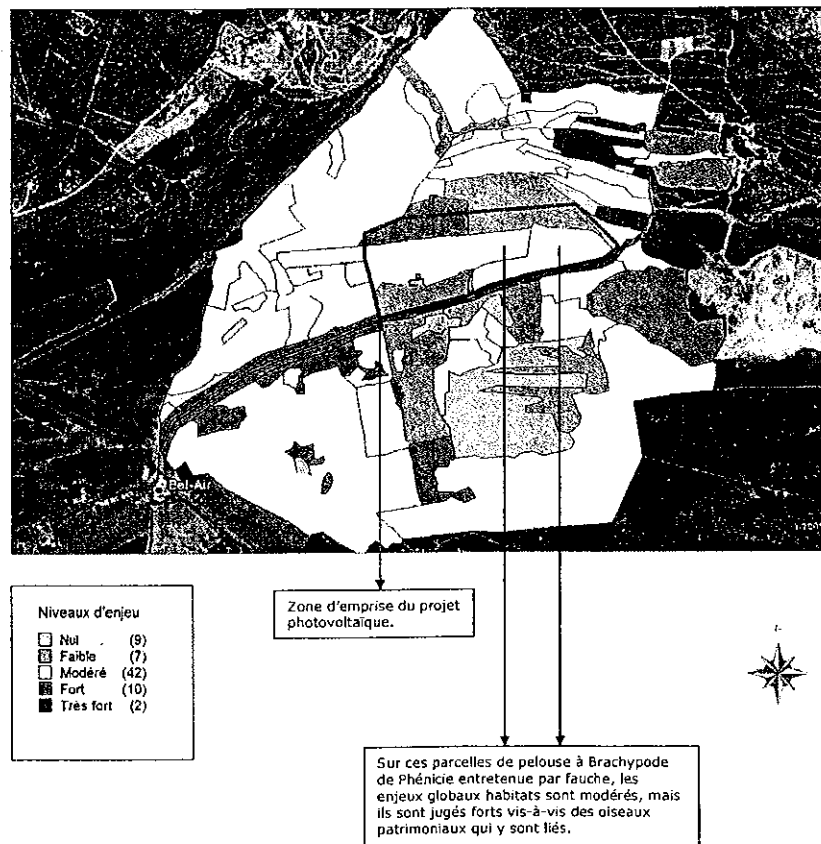 Bel-Air
Niveaux d'enjeu
Nul (9)
Faible (7)
Modéré (42)
Fort (10)
Très fort (2)
Zone d'emprise du projet
photovoltaïque.
Sur ces parcelles de pelouse à Brachypode
de Phénicie entretenue par fauche, les
enjeux globaux habitats sont modérés, mais
ils sont jugés forts vis-à-vis des oiseaux
patrimoniaux qui y sont liés.